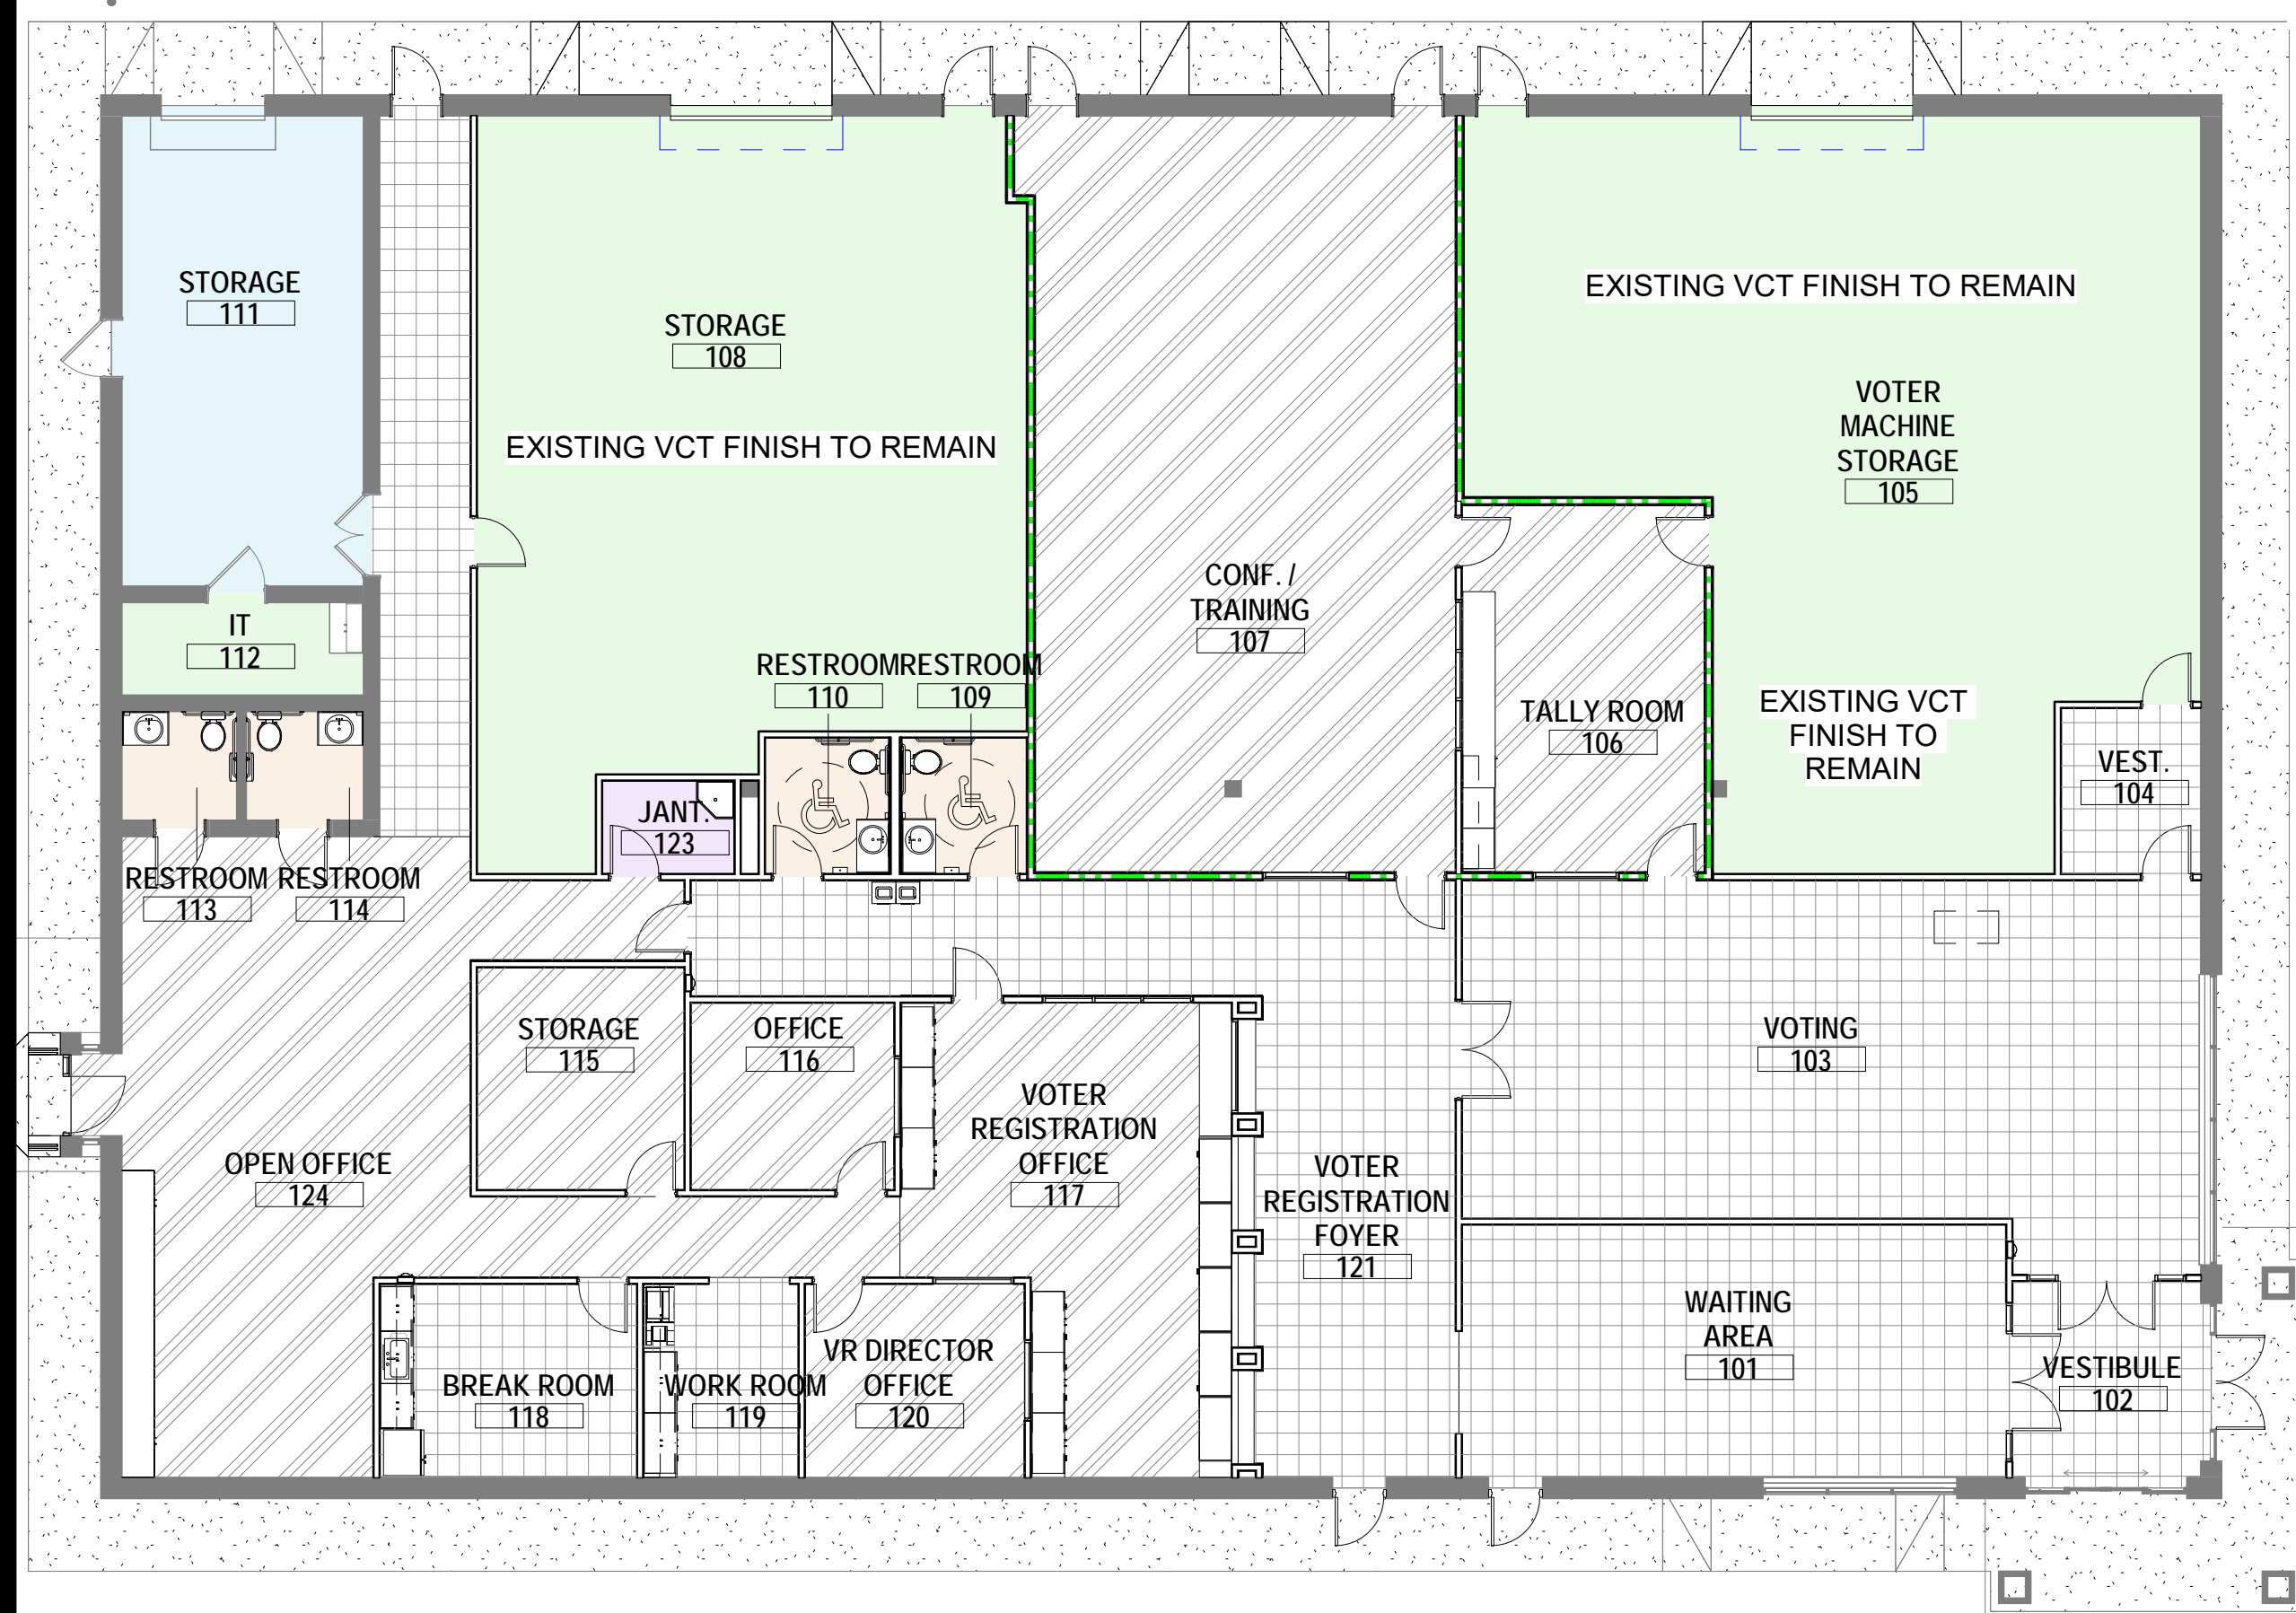 STORAGE
111
STORAGE
108
EXISTING VCT FINISH TO REMAIN
EXISTING VCT FINISH TO REMAIN
VOTER
MACHINE
STORAGE
105
CONF. /
TRAINING
107
IT
112
RESTROOM
110
RESTROOM
109
TALLY ROOM
106
EXISTING VCT
FINISH TO
REMAIN
VEST.
104
JANT.
123
RESTROOM
113
RESTROOM
114
STORAGE
115
OFFICE
116
VOTER
REGISTRATION
OFFICE
117
VOTING
103
OPEN OFFICE
124
VOTER
REGISTRATION
FOYER
121
WAITING
AREA
101
VESTIBULE
102
BREAK ROOM
118
WORK ROOM
119
VR DIRECTOR
OFFICE
120